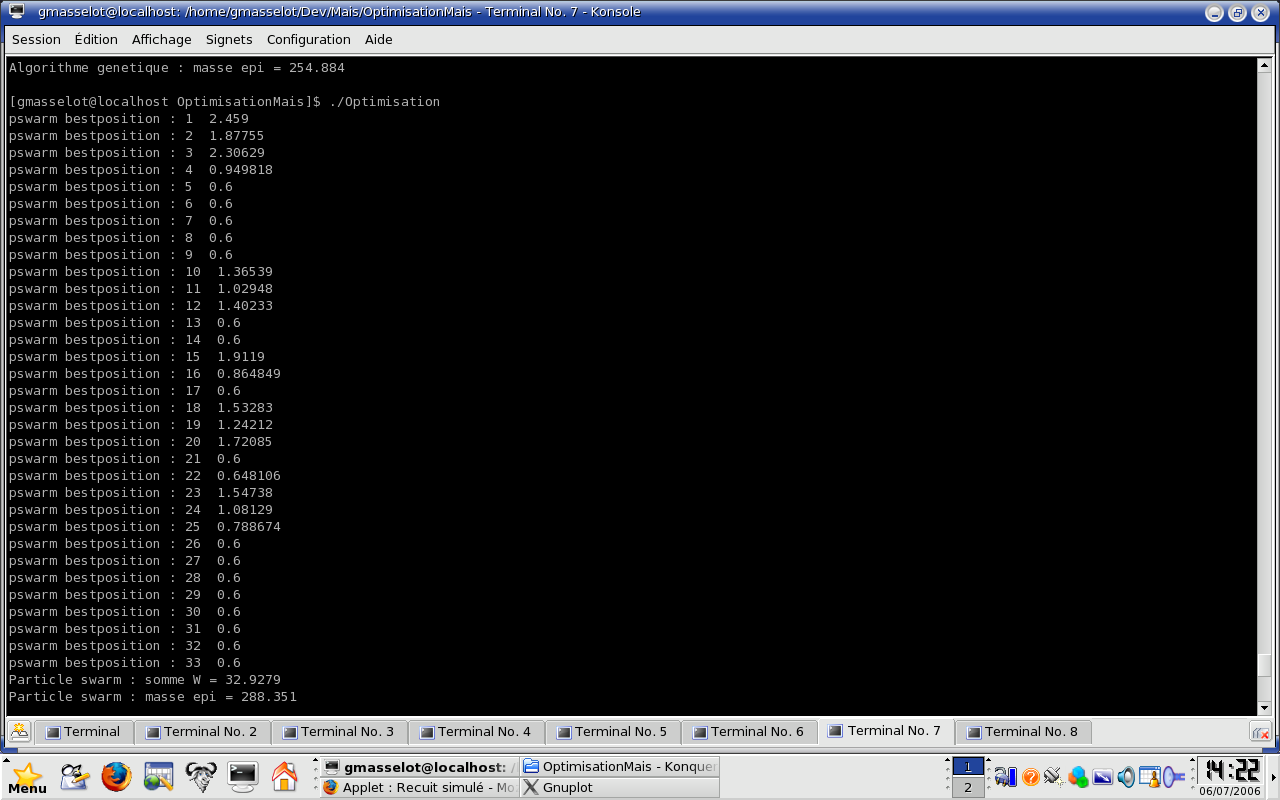 gmasselot@localhost: /home/gmasselot/Dev/Mais/OptimisationMais - Terminal No. 7 - Konsole
Session Édition Affichage Signets Configuration Aide
Algorithme genetique : masse epi = 254.884
[gmasselot@localhost OptimisationMais]$ ./Optimisation
pswarm bestposition : 1 2.459
pswarm bestposition : 2 1.87755
pswarm bestposition : 3 2.30629
pswarm bestposition : 4 0.949818
pswarm bestposition : 5 0.6
pswarm bestposition : 6 0.6
pswarm bestposition : 7 0.6
pswarm bestposition : 8 0.6
pswarm bestposition : 9 0.6
pswarm bestposition : 10 1.36539
pswarm bestposition : 11 1.02948
pswarm bestposition : 12 1.40233
pswarm bestposition : 13 0.6
pswarm bestposition : 14 0.6
pswarm bestposition : 15 1.9119
pswarm bestposition : 16 0.864849
pswarm bestposition : 17 0.6
pswarm bestposition : 18 1.53283
pswarm bestposition : 19 1.24212
pswarm bestposition : 20 1.72085
pswarm bestposition : 21 0.6
pswarm bestposition : 22 0.648106
pswarm bestposition : 23 1.54738
pswarm bestposition : 24 1.08129
pswarm bestposition : 25 0.788674
pswarm bestposition : 26 0.6
pswarm bestposition : 27 0.6
pswarm bestposition : 28 0.6
pswarm bestposition : 29 0.6
pswarm bestposition : 30 0.6
pswarm bestposition : 31 0.6
pswarm bestposition : 32 0.6
pswarm bestposition : 33 0.6
Particle swarm : somme W = 32.9279
Particle swarm : masse epi = 288.351
Terminal Terminal No. 2 Terminal No. 3 Terminal No. 4 Terminal No. 5 Terminal No. 6 Terminal No. 7 Terminal No. 8
Menu
gmasselot@localhost: / OptimisationMais - Konquer
Applet : Recuit simulé - Mo Gnuplot
1
2
14:22
06/07/2006